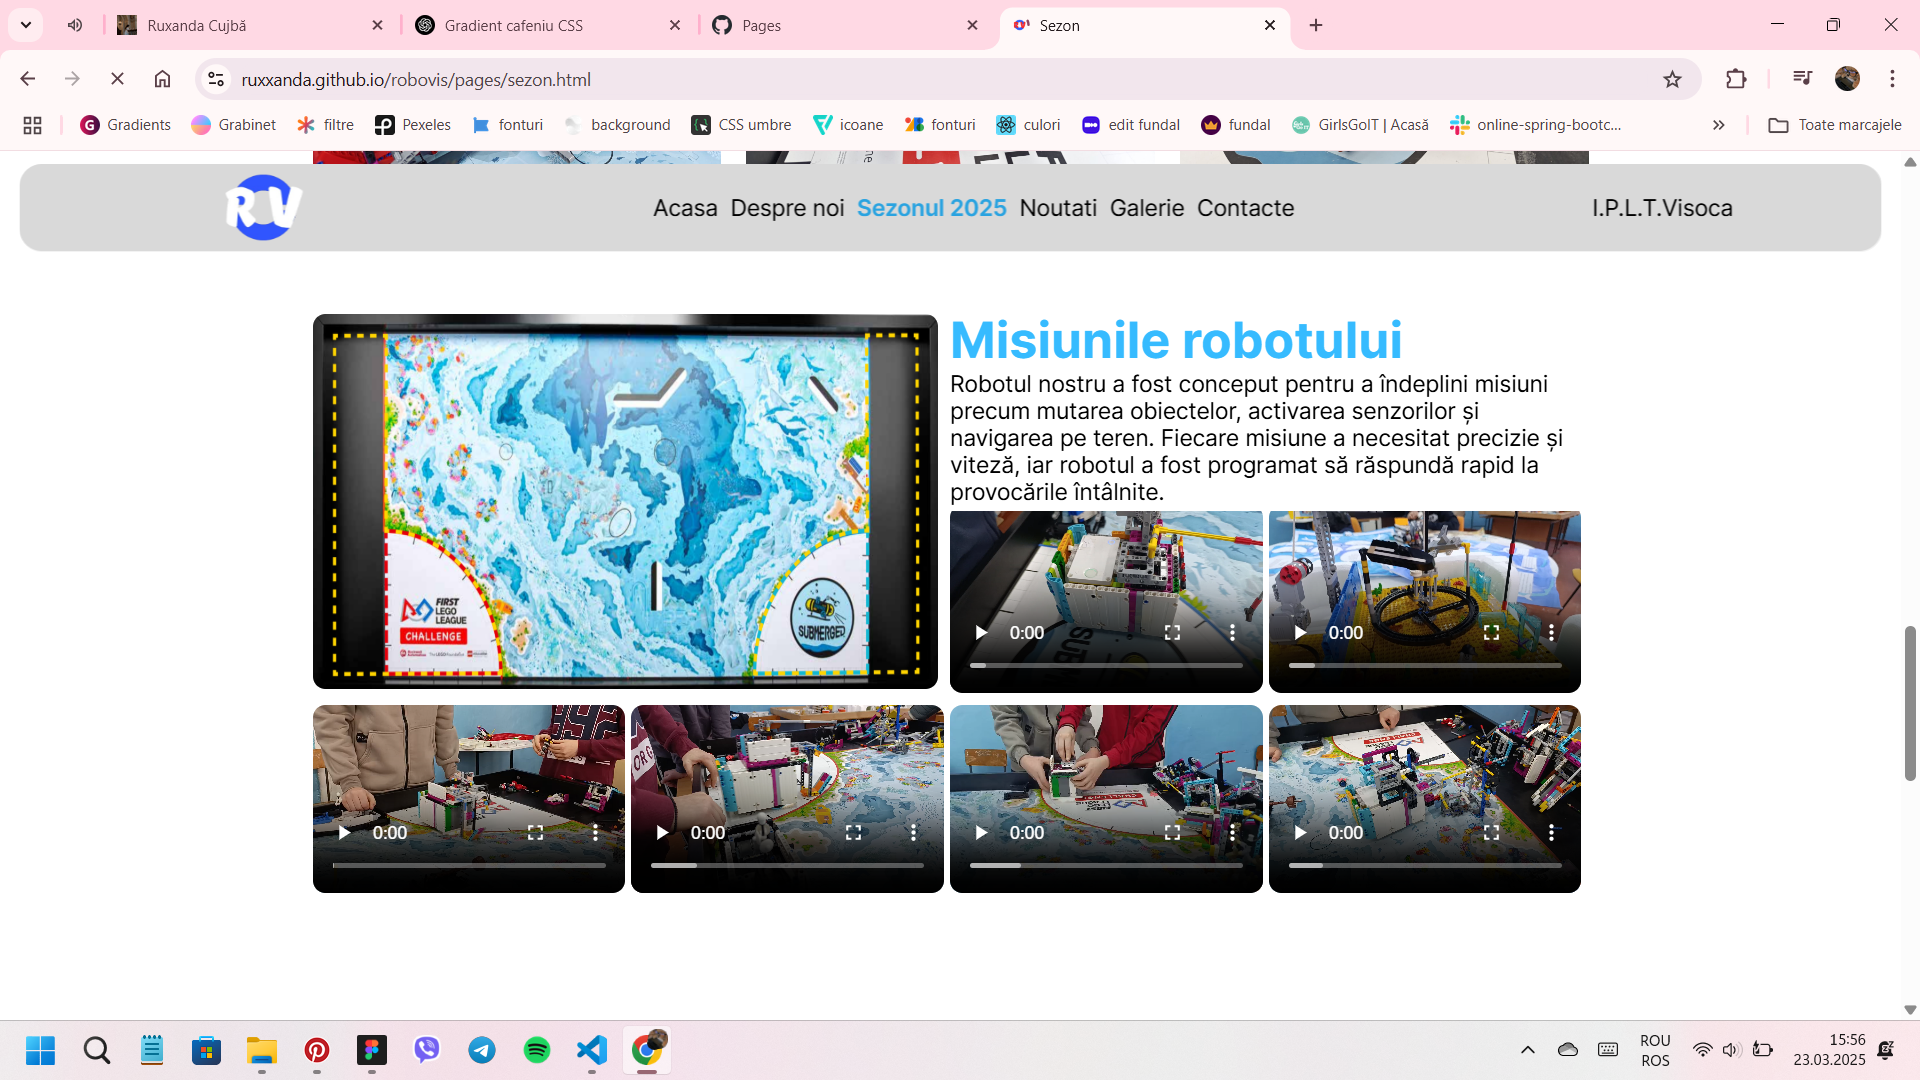 Ruxanda Cujbă
Gradient cafeniu CSS
Pages
Sezon
ruxxanda.github.io/robovis/pages/sezon.html
Gradients
Grabinet
filtre
Pexeles
fonturi
background
CSS umbre
icoane
fonturi
culori
edit fundal
fundal
GirlsGoIT | Acasă
online-spring-bootc...
Toate marcajele
RV
Acasa Despre noi Sezonul 2025 Noutati Galerie Contacte
I.P.L.T.Visoca
Misiunile robotului
Robotul nostru a fost conceput pentru a îndeplini misiuni
precum mutarea obiectelor, activarea senzorilor și
navigarea pe teren. Fiecare misiune a necesitat precizie și
viteză, iar robotul a fost programat să răspundă rapid la
provocările întâlnite.
FIRST
LEGO
LEAGUE
CHALLENGE
SUBMERGED
0:00
0:00
0:00
0:00
0:00
0:00
ROU
ROS
15:56
23.03.2025